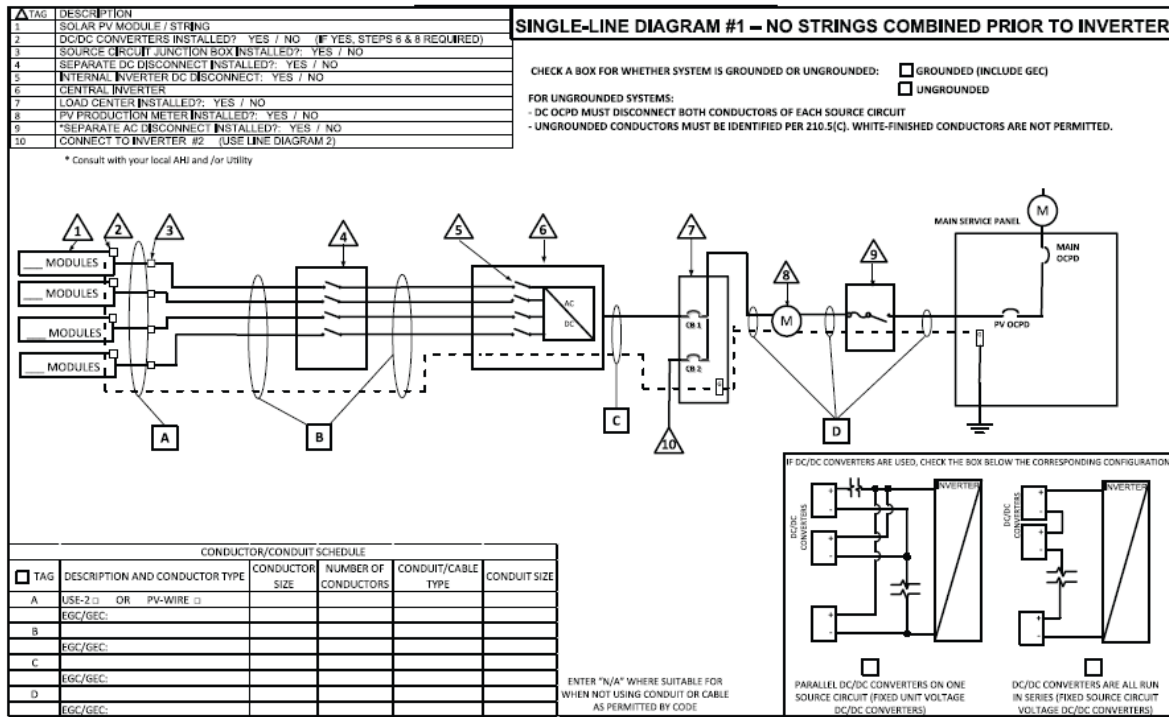 △TAG DESCRIPTION
1 SOLAR PV MODULE / STRING
2 DC/DC CONVERTERS INSTALLED? YES / NO (IF YES, STEPS 6 & 8 REQUIRED)
3 SOURCE CIRCUIT JUNCTION BOX INSTALLED?: YES / NO
4 SEPARATE DC DISCONNECT INSTALLED?: YES / NO
5 INTERNAL INVERTER DC DISCONNECT: YES / NO
6 CENTRAL INVERTER
7 LOAD CENTER INSTALLED?: YES / NO
8 PV PRODUCTION METER INSTALLED?: YES / NO
9 *SEPARATE AC DISCONNECT INSTALLED?: YES / NO
10 CONNECT TO INVERTER #2 (USE LINE DIAGRAM 2)
* Consult with your local AHJ and /or Utility
SINGLE-LINE DIAGRAM #1 – NO STRINGS COMBINED PRIOR TO INVERTER
CHECK A BOX FOR WHETHER SYSTEM IS GROUNDED OR UNGROUNDED: □ GROUNDED (INCLUDE GEC)
□ UNGROUNDED
FOR UNGROUNDED SYSTEMS:
- DC OCPD MUST DISCONNECT BOTH CONDUCTORS OF EACH SOURCE CIRCUIT
- UNGROUNDED CONDUCTORS MUST BE IDENTIFIED PER 210.5(C). WHITE-FINISHED CONDUCTORS ARE NOT PERMITTED.
1
2
3
4
5
6
7
8
9
10
___ MODULES
___ MODULES
___ MODULES
___ MODULES
AC
DC
CB 1
CB 2
M
MAIN SERVICE PANEL
M
MAIN
OCPD
PV OCPD
A
B
C
D
IF DC/DC CONVERTERS ARE USED, CHECK THE BOX BELOW THE CORRESPONDING CONFIGURATION
DC/DC
CONVERTERS
+
-
+
-
+
-
INVERTER
□
PARALLEL DC/DC CONVERTERS ON ONE
SOURCE CIRCUIT (FIXED UNIT VOLTAGE
DC/DC CONVERTERS)
DC/DC
CONVERTERS
+
-
+
-
+
-
INVERTER
□
DC/DC CONVERTERS ARE ALL RUN
IN SERIES (FIXED SOURCE CIRCUIT
VOLTAGE DC/DC CONVERTERS)
CONDUCTOR/CONDUIT SCHEDULE
□ TAG DESCRIPTION AND CONDUCTOR TYPE CONDUCTOR SIZE NUMBER OF CONDUCTORS CONDUIT/CABLE TYPE CONDUIT SIZE
A USE-2 □ OR PV-WIRE □
EGC/GEC:
B
EGC/GEC:
C
EGC/GEC:
D
EGC/GEC:
ENTER "N/A" WHERE SUITABLE FOR
WHEN NOT USING CONDUIT OR CABLE
AS PERMITTED BY CODE